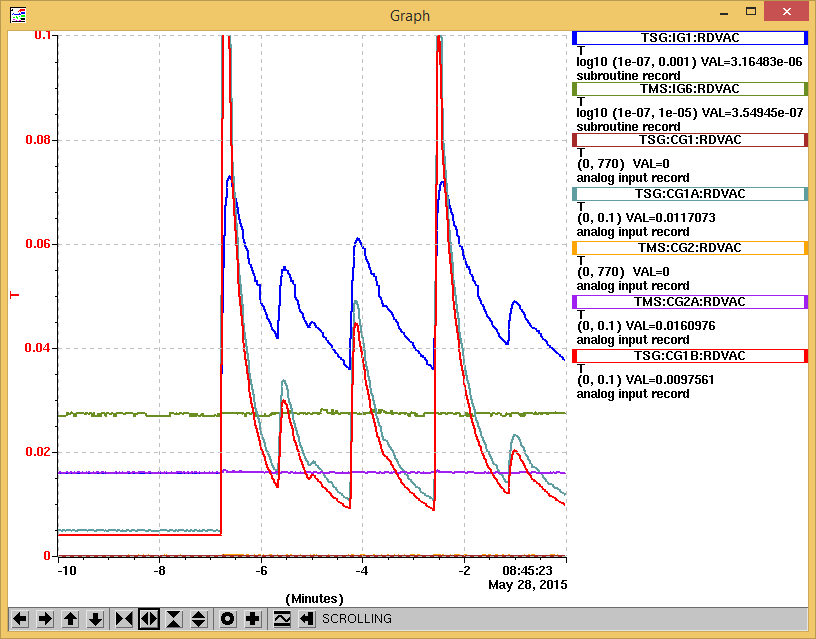 Graph
0.1
0.08
0.06
T
0.04
0.02
0
-10
-8
-6
-4
-2
08:45:23
May 28, 2015
(Minutes)
TSG:IG1:RDVAC
T
log10 (1e-07, 0.001) VAL=3.16483e-06
subroutine record
TMS:IG6:RDVAC
T
log10 (1e-07, 1e-05) VAL=3.54945e-07
subroutine record
TSG:CG1:RDVAC
T
(0, 770) VAL=0
analog input record
TSG:CG1A:RDVAC
T
(0, 0.1) VAL=0.0117073
analog input record
TMS:CG2:RDVAC
T
(0, 770) VAL=0
analog input record
TMS:CG2A:RDVAC
T
(0, 0.1) VAL=0.0160976
analog input record
TSG:CG1B:RDVAC
T
(0, 0.1) VAL=0.0097561
analog input record
SCROLLING